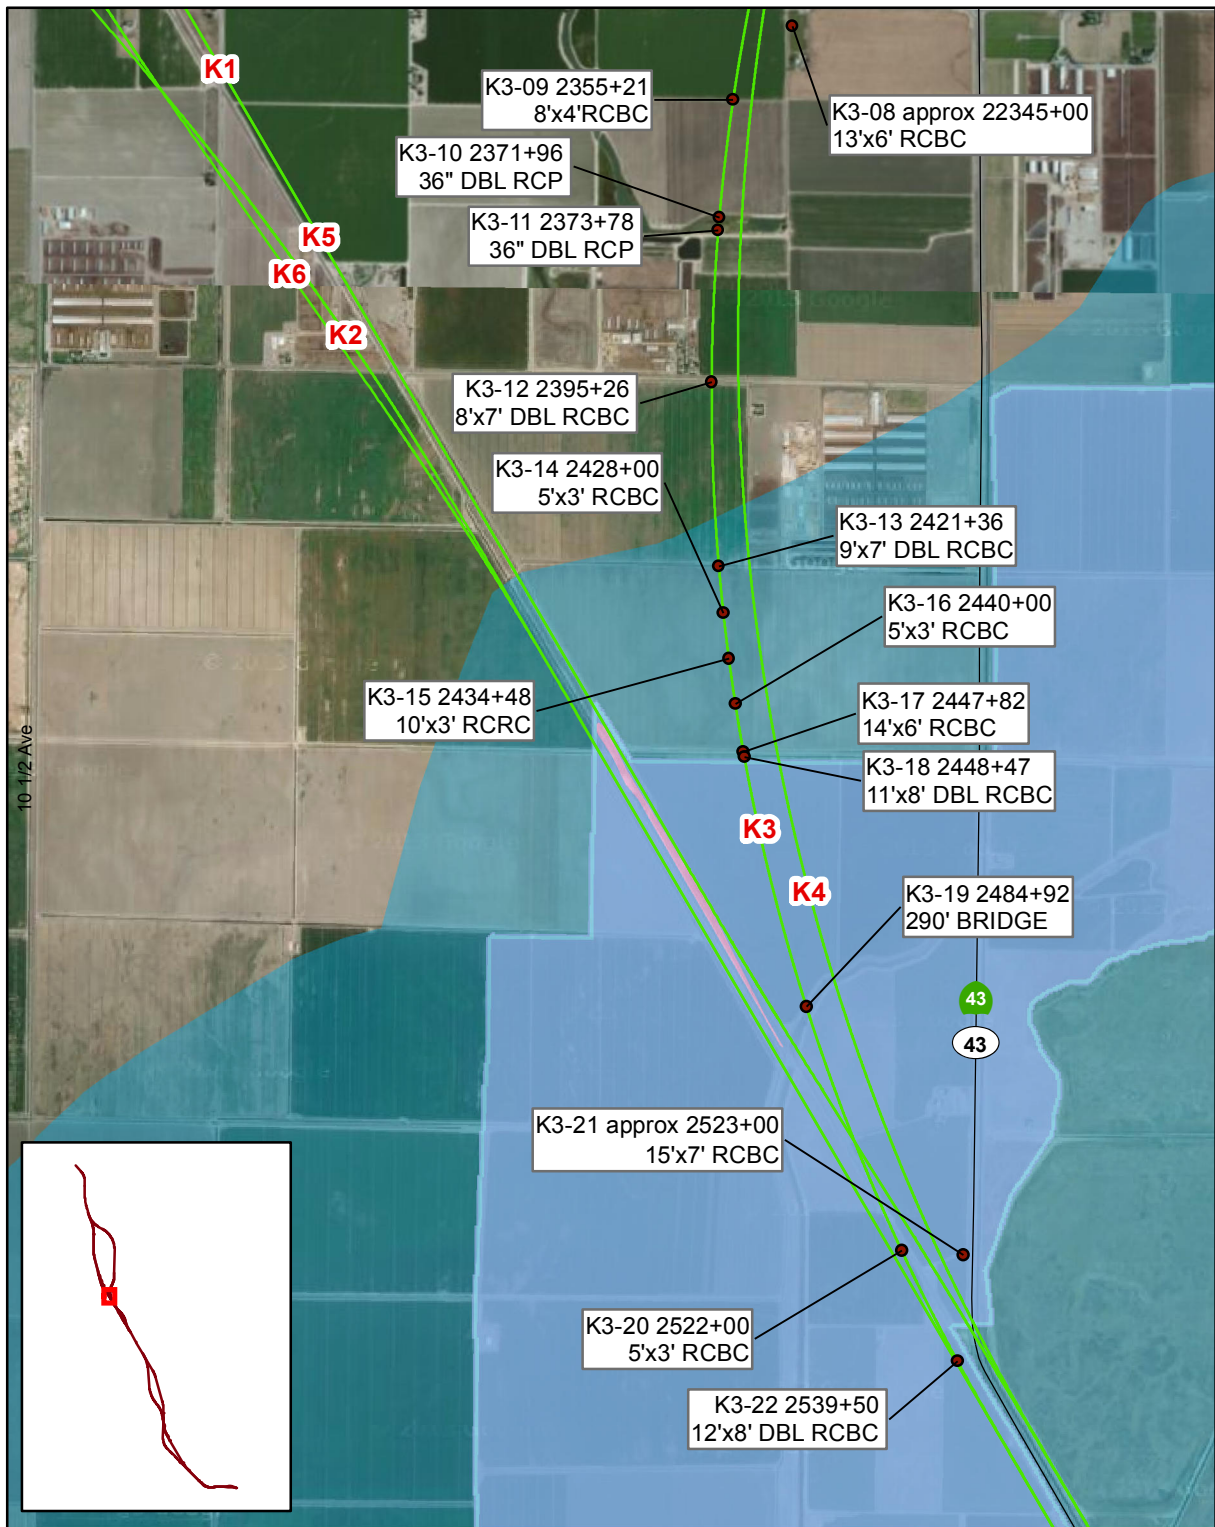 K1
K3-09 2355+21
8'x4'RCBC
K3-08 approx 22345+00
13'x6' RCBC
K3-10 2371+96
36" DBL RCP
K3-11 2373+78
36" DBL RCP
K5
K6
K2
K3-12 2395+26
8'x7' DBL RCBC
K3-14 2428+00
5'x3' RCBC
K3-13 2421+36
9'x7' DBL RCBC
K3-16 2440+00
5'x3' RCBC
K3-15 2434+48
10'x3' RCRC
K3-17 2447+82
14'x6' RCBC
K3-18 2448+47
11'x8' DBL RCBC
10 1/2 Ave
K3
K4
K3-19 2484+92
290' BRIDGE
43
43
K3-21 approx 2523+00
15'x7' RCBC
K3-20 2522+00
5'x3' RCBC
K3-22 2539+50
12'x8' DBL RCBC